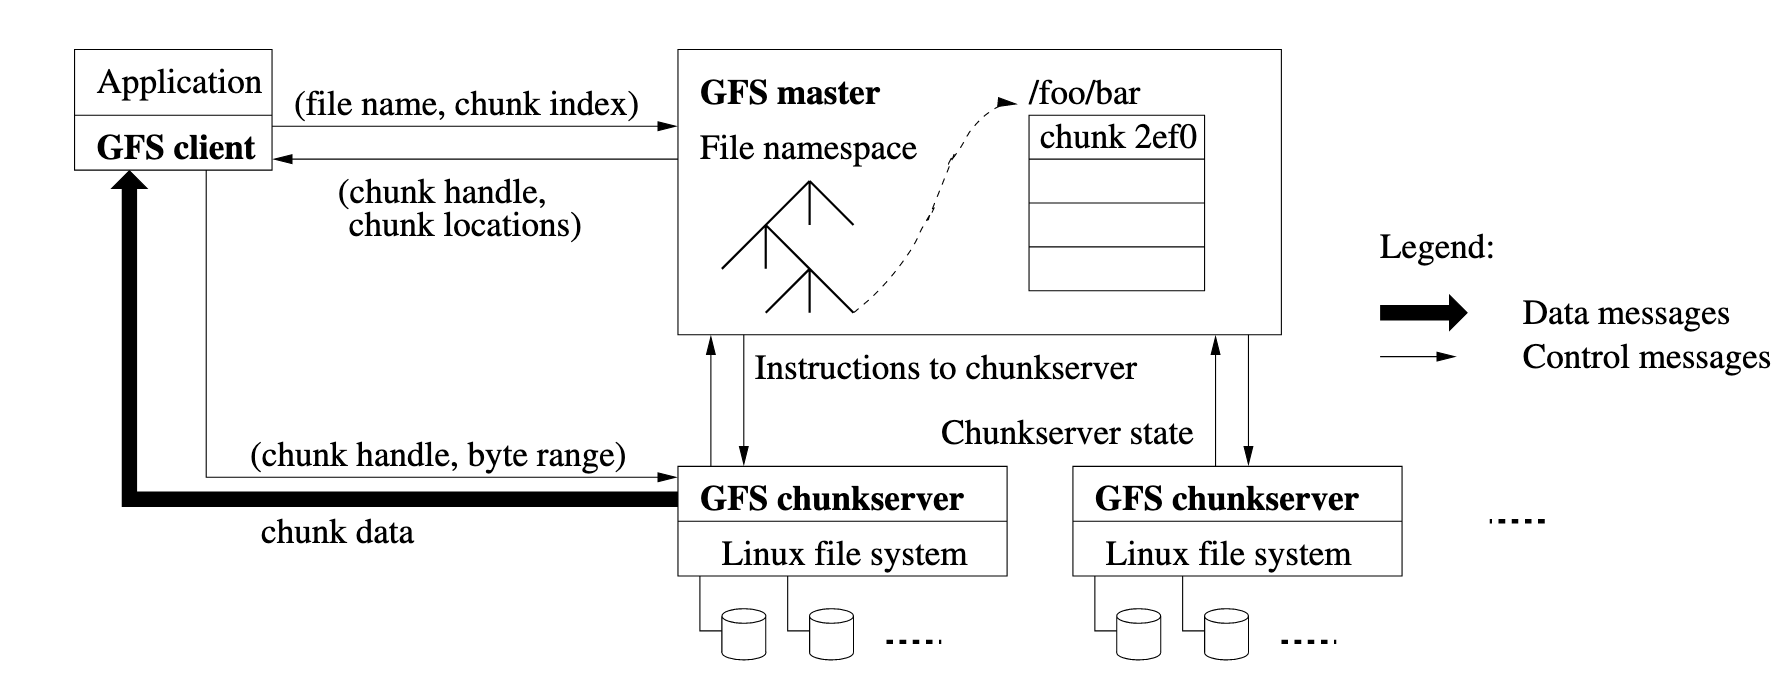 Application
GFS client
(file name, chunk index)
(chunk handle,
chunk locations)
GFS master
File namespace
/foo/bar
chunk 2ef0
Legend:
Data messages
Control messages
Instructions to chunkserver
Chunkserver state
(chunk handle, byte range)
chunk data
GFS chunkserver
Linux file system
GFS chunkserver
Linux file system